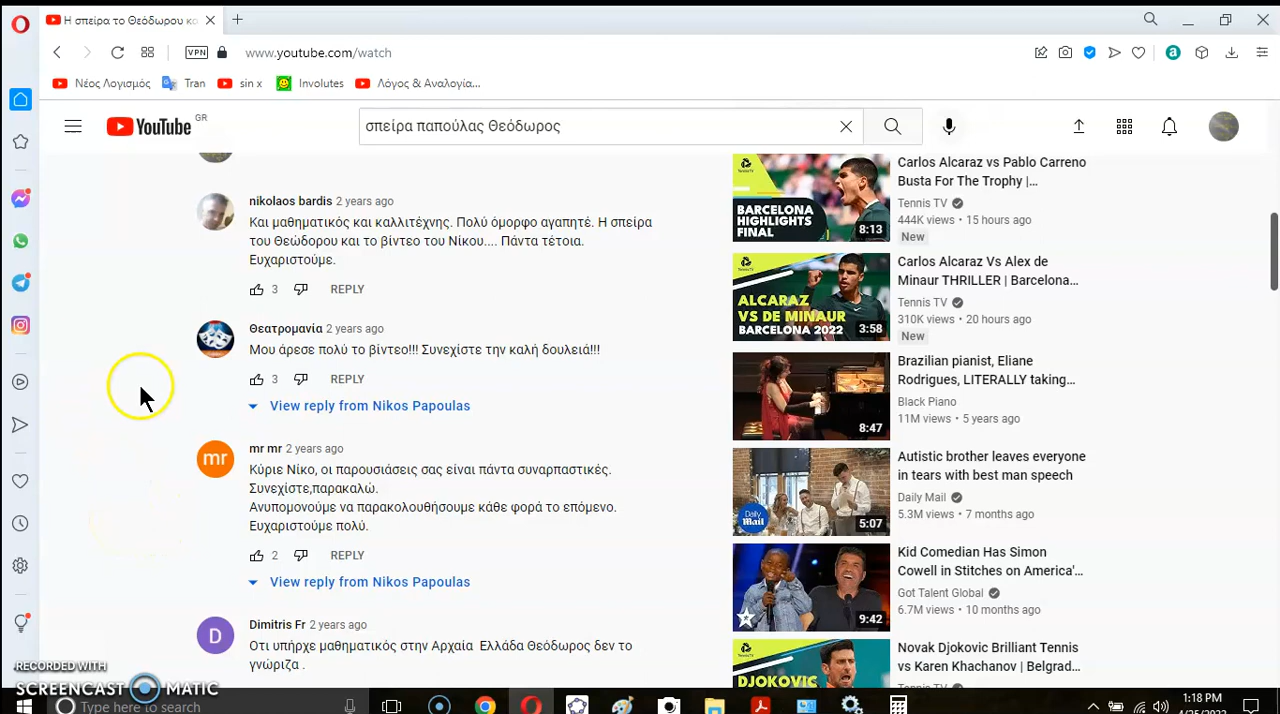 Η σπείρα το Θεόδωρου κα
VPN
www.youtube.com/watch
Νέος Λογισμός
Tran
sin x
Involutes
Λόγος & Αναλογία...
YouTube GR
σπείρα παπούλας Θεόδωρος
nikolaos bardis 2 years ago
Και μαθηματικός και καλλιτέχνης. Πολύ όμορφο αγαπητέ. Η σπείρα
του Θεώδορου και το βίντεο του Νίκου.... Πάντα τέτοια.
Ευχαριστούμε.
3 REPLY
Θεατρομανία 2 years ago
Μου άρεσε πολύ το βίντεο!!! Συνεχίστε την καλή δουλειά!!!
3 REPLY
View reply from Nikos Papoulas
mr
mr mr 2 years ago
Κύριε Νίκο, οι παρουσιάσεις σας είναι πάντα συναρπαστικές.
Συνεχίστε,παρακαλώ.
Ανυπομονούμε να παρακολουθήσουμε κάθε φορά το επόμενο.
Ευχαριστούμε πολύ.
2 REPLY
View reply from Nikos Papoulas
D
Dimitris Fr 2 years ago
Οτι υπήρχε μαθηματικός στην Αρχαία Ελλάδα Θεόδωρος δεν το
γνώριζα .
BARCELONA
HIGHLIGHTS
FINAL
8:13
Carlos Alcaraz vs Pablo Carreno
Busta For The Trophy |...
Tennis TV
444K views • 15 hours ago
New
ALCARAZ
VS DE MINAUR
BARCELONA 2022
3:58
Carlos Alcaraz Vs Alex de
Minaur THRILLER | Barcelona...
Tennis TV
310K views • 20 hours ago
New
8:47
Brazilian pianist, Eliane
Rodrigues, LITERALLY taking...
Black Piano
11M views • 5 years ago
Daily Mail
5:07
Autistic brother leaves everyone
in tears with best man speech
Daily Mail
5.3M views • 7 months ago
9:42
Kid Comedian Has Simon
Cowell in Stitches on America'...
Got Talent Global
6.7M views • 10 months ago
DJOKOVIC
Novak Djokovic Brilliant Tennis
vs Karen Khachanov | Belgrad...
RECORDED WITH
SCREENCAST MATIC
Type here to search
1:18 PM